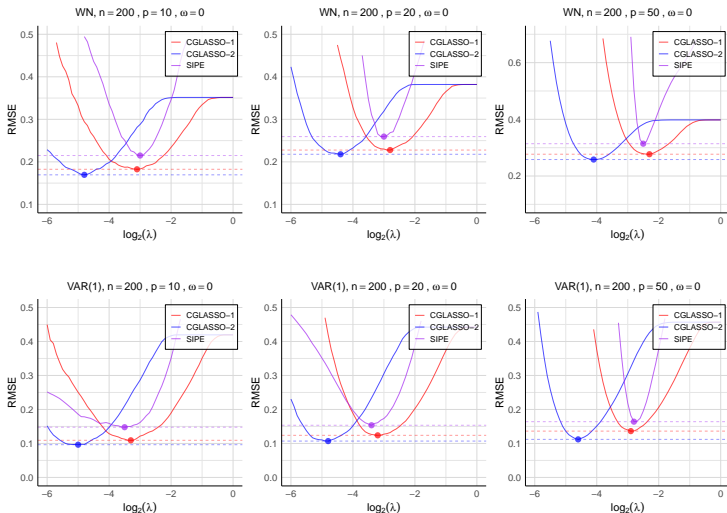 WN, n = 200 , p = 10 , ω = 0
RMSE
0.5
0.4
0.3
0.2
0.1
CGLASSO−1
CGLASSO−2
SIPE
−6
−4
−2
0
log2(λ)
WN, n = 200 , p = 20 , ω = 0
RMSE
0.5
0.4
0.3
0.2
0.1
CGLASSO−1
CGLASSO−2
SIPE
−6
−4
−2
0
log2(λ)
WN, n = 200 , p = 50 , ω = 0
RMSE
0.6
0.4
0.2
CGLASSO−1
CGLASSO−2
SIPE
−6
−4
−2
0
log2(λ)
VAR(1), n = 200 , p = 10 , ω = 0
RMSE
0.5
0.4
0.3
0.2
0.1
0.0
CGLASSO−1
CGLASSO−2
SIPE
−6
−4
−2
0
log2(λ)
VAR(1), n = 200 , p = 20 , ω = 0
RMSE
0.5
0.4
0.3
0.2
0.1
0.0
CGLASSO−1
CGLASSO−2
SIPE
−6
−4
−2
0
log2(λ)
VAR(1), n = 200 , p = 50 , ω = 0
RMSE
0.5
0.4
0.3
0.2
0.1
0.0
CGLASSO−1
CGLASSO−2
SIPE
−6
−4
−2
0
log2(λ)